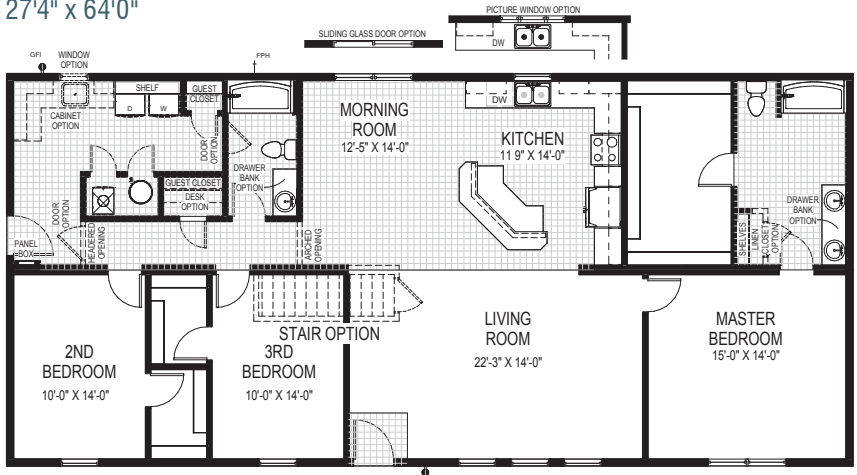 27'4" x 64'0"
PICTURE WINDOW OPTION
SLIDING GLASS DOOR OPTION
DW
GFI
WINDOW
OPTION
FPH
SHELF
GUEST
CLOSET
D
W
CABINET
OPTION
DOOR
OPTION
MORNING
ROOM
12'-5" X 14'-0"
DW
KITCHEN
11 9" X 14'-0"
DRAWER
BANK
OPTION
GUEST CLOSET
DESK
OPTION
DOOR
OPTION
HEADERED
OPENING
ARCHED
OPENING
PANEL
BOX
DRAWER
BANK
OPTION
SHELVES
LINEN
CLOSET
OPTION
STAIR OPTION
2ND
BEDROOM
10'-0" X 14'-0"
3RD
BEDROOM
10'-0" X 14'-0"
LIVING
ROOM
22'-3" X 14'-0"
MASTER
BEDROOM
15'-0" X 14'-0"